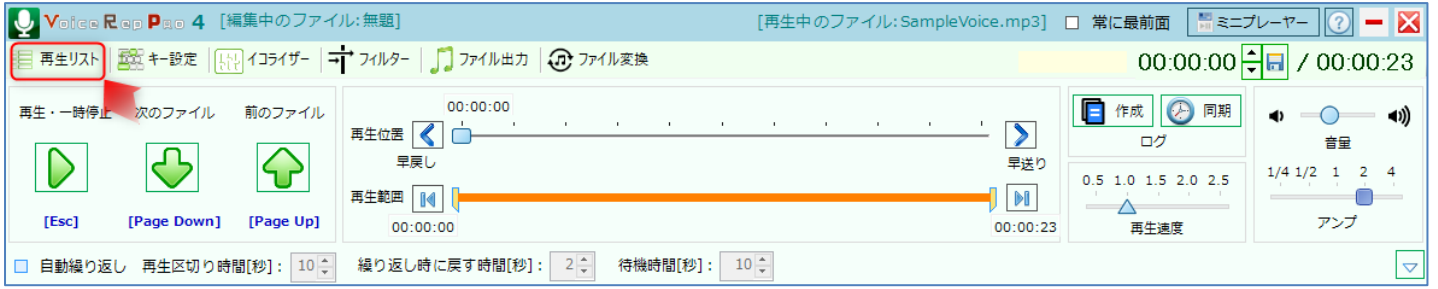 Voice Rep Pro 4 [編集中のファイル:無題] [再生中のファイル:SampleVoice.mp3] 常に最前面 ミニプレーヤー ?
再生リスト キー設定 イコライザー フィルター ファイル出力 ファイル変換 00:00:00 / 00:00:23
再生・一時停止 次のファイル 前のファイル
[Esc] [Page Down] [Page Up]
00:00:00
再生位置
早戻し 早送り
再生範囲
00:00:00 00:00:23
作成 同期
ログ
0.5 1.0 1.5 2.0 2.5
再生速度
音量
1/4 1/2 1 2 4
アンプ
自動繰り返し 再生区切り時間[秒]: 10 繰り返し時に戻す時間[秒]: 2 待機時間[秒]: 10